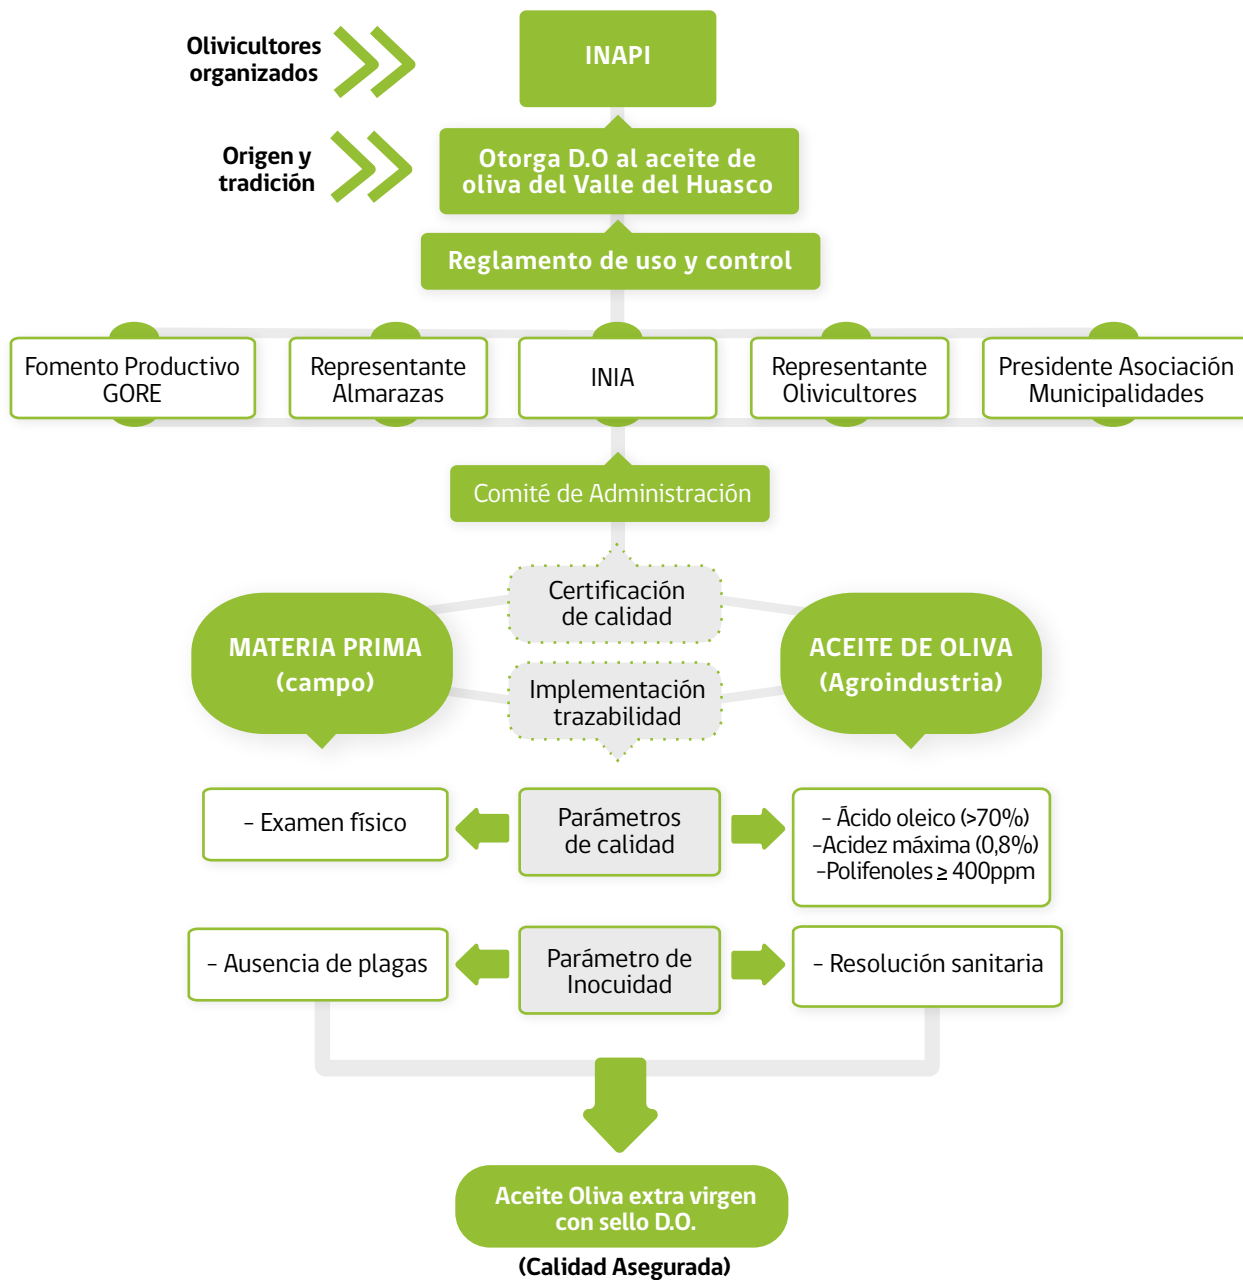 Olivicultores
organizados
INAPI
Origen y
tradición
Otorga D.O al aceite de
oliva del Valle del Huasco
Reglamento de uso y control
Fomento Productivo
GORE
Representante
Almarazas
INIA
Representante
Olivicultores
Presidente Asociación
Municipalidades
Comité de Administración
Certificación
de calidad
MATERIA PRIMA
(campo)
ACEITE DE OLIVA
(Agroindustria)
Implementación
trazabilidad
- Examen físico
Parámetros
de calidad
- Ácido oleico (>70%)
-Acidez máxima (0,8%)
-Polifenoles ≥ 400ppm
- Ausencia de plagas
Parámetro de
Inocuidad
- Resolución sanitaria
Aceite Oliva extra virgen
con sello D.O.
(Calidad Asegurada)